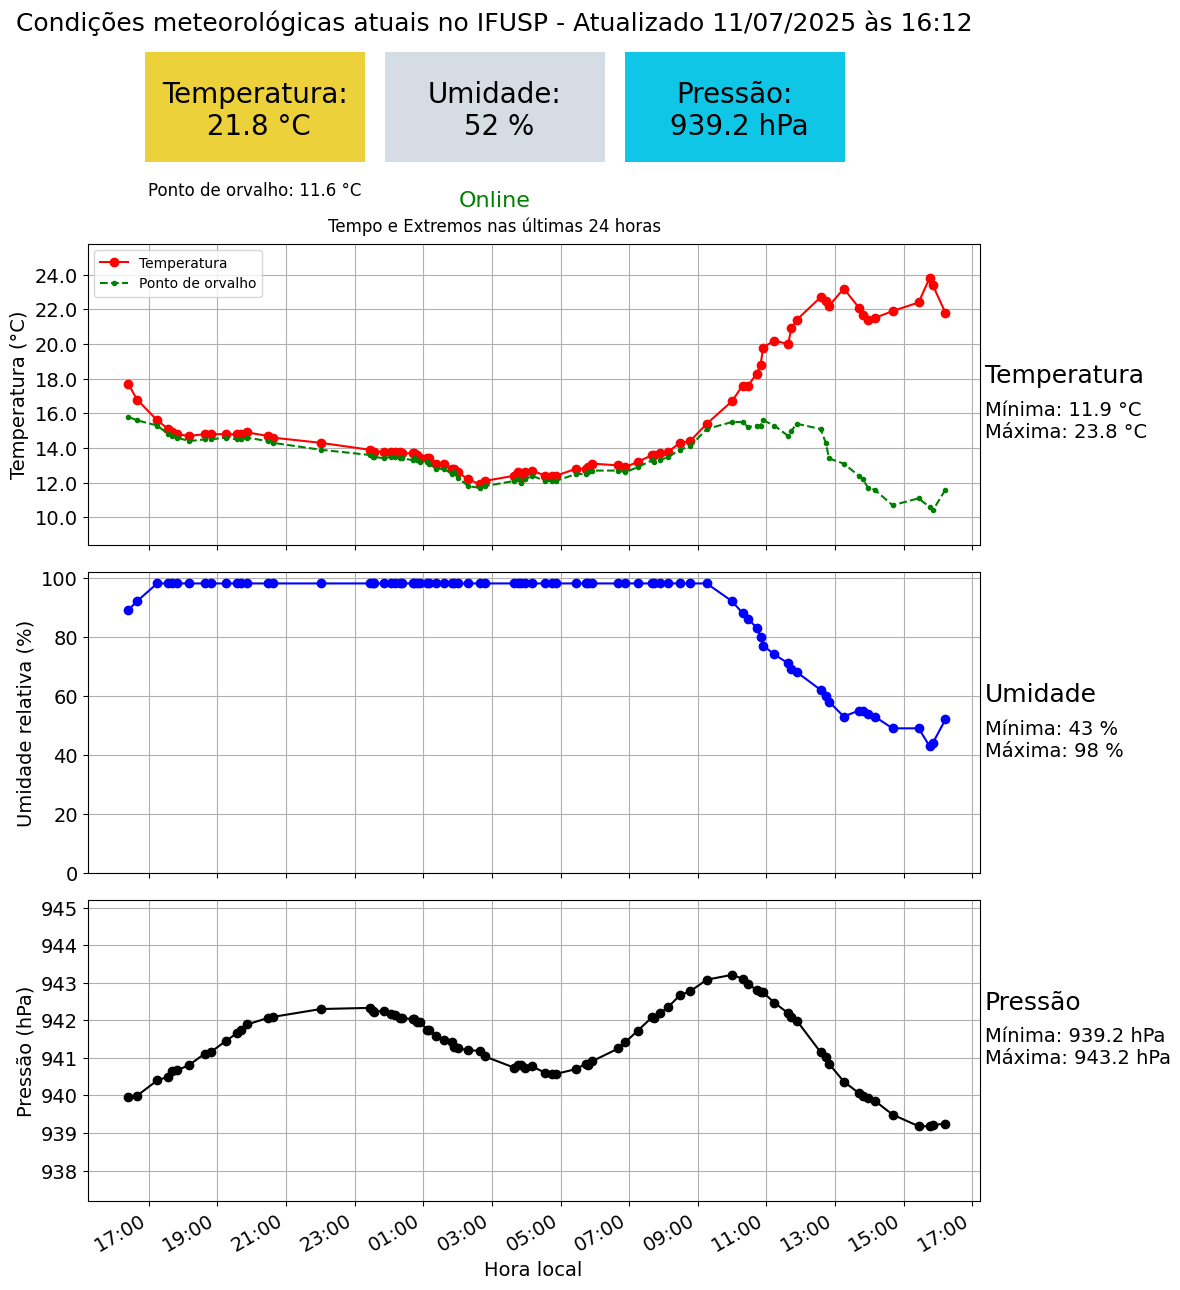 Condições meteorológicas atuais no IFUSP - Atualizado 11/07/2025 às 16:12
Temperatura:
21.8 °C
Umidade:
52 %
Pressão:
939.2 hPa
Ponto de orvalho: 11.6 °C
Online
Tempo e Extremos nas últimas 24 horas
Temperatura
Ponto de orvalho
Temperatura (°C)
24.0
22.0
20.0
18.0
16.0
14.0
12.0
10.0
Temperatura
Mínima: 11.9 °C
Máxima: 23.8 °C
Umidade relativa (%)
100
80
60
40
20
0
Umidade
Mínima: 43 %
Máxima: 98 %
Pressão (hPa)
945
944
943
942
941
940
939
938
Pressão
Mínima: 939.2 hPa
Máxima: 943.2 hPa
17:00 19:00 21:00 23:00 01:00 03:00 05:00 07:00 09:00 11:00 13:00 15:00 17:00
Hora local